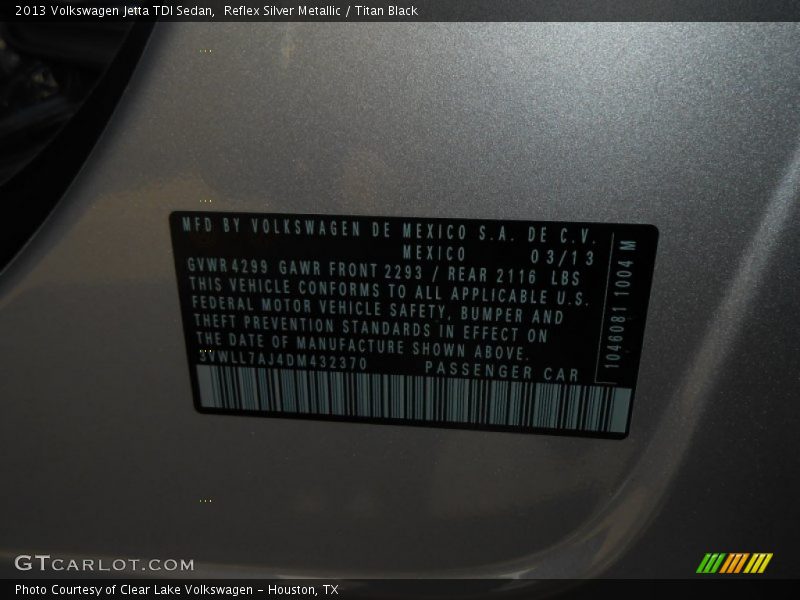 2013 Volkswagen Jetta TDI Sedan,  Reflex Silver Metallic / Titan Black
MFD BY VOLKSWAGEN DE MEXICO S.A. DE C.V.
MEXICO 03/13
GVWR 4299 GAWR FRONT 2293 / REAR 2116 LBS
THIS VEHICLE CONFORMS TO ALL APPLICABLE U.S.
FEDERAL MOTOR VEHICLE SAFETY, BUMPER AND
THEFT PREVENTION STANDARDS IN EFFECT ON
THE DATE OF MANUFACTURE SHOWN ABOVE.
3VWLL7AJ4DM432370 PASSENGER CAR
10460811004 M
GTCARLOT.COM
Photo Courtesy of Clear Lake Volkswagen - Houston, TX